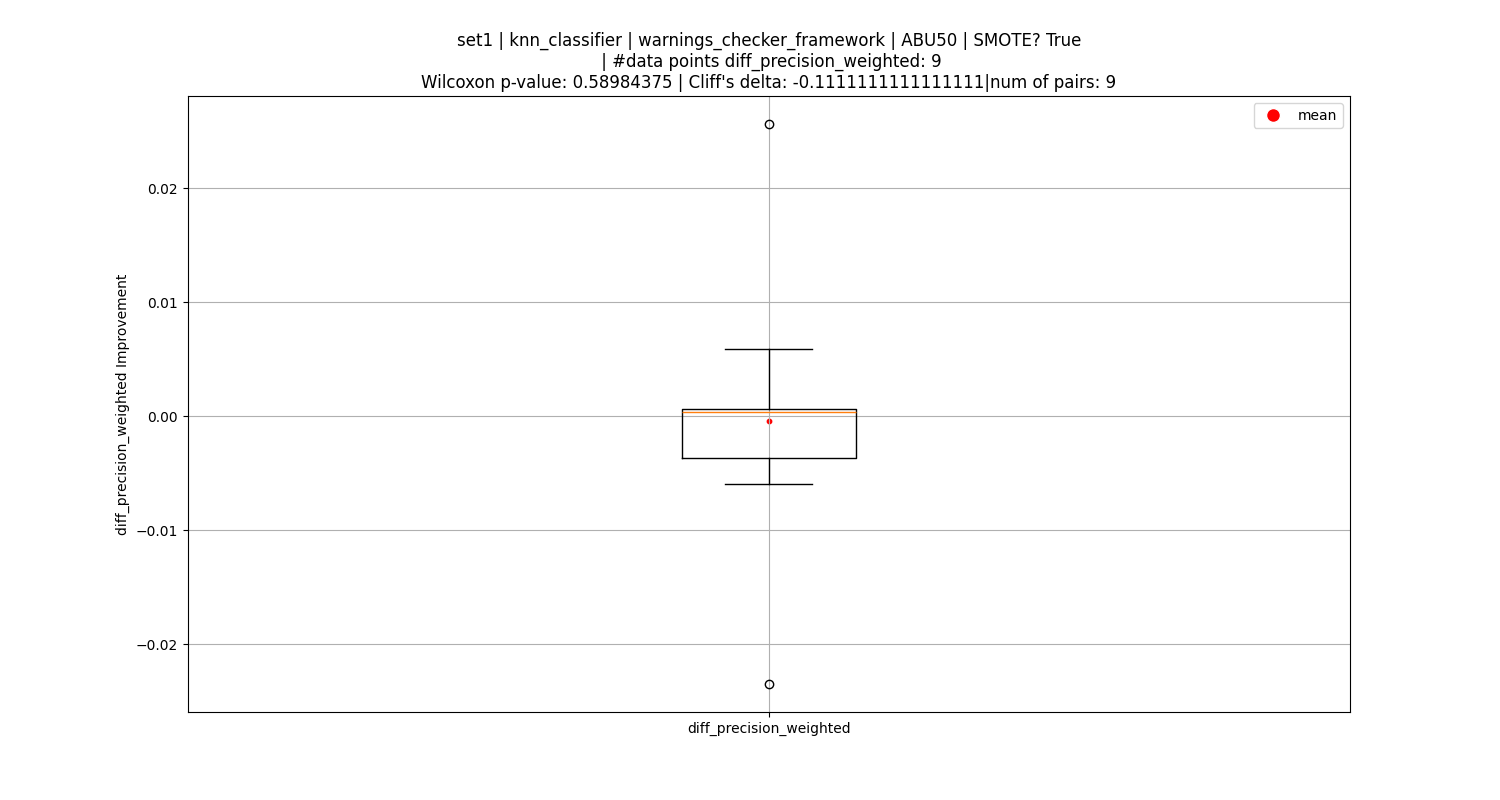 set1 | knn_classifier | warnings_checker_framework | ABU50 | SMOTE? True
| #data points diff_precision_weighted: 9
Wilcoxon p-value: 0.58984375 | Cliff's delta: -0.1111111111111111|num of pairs: 9
mean
0.02
0.01
0.00
−0.01
−0.02
diff_precision_weighted Improvement
diff_precision_weighted